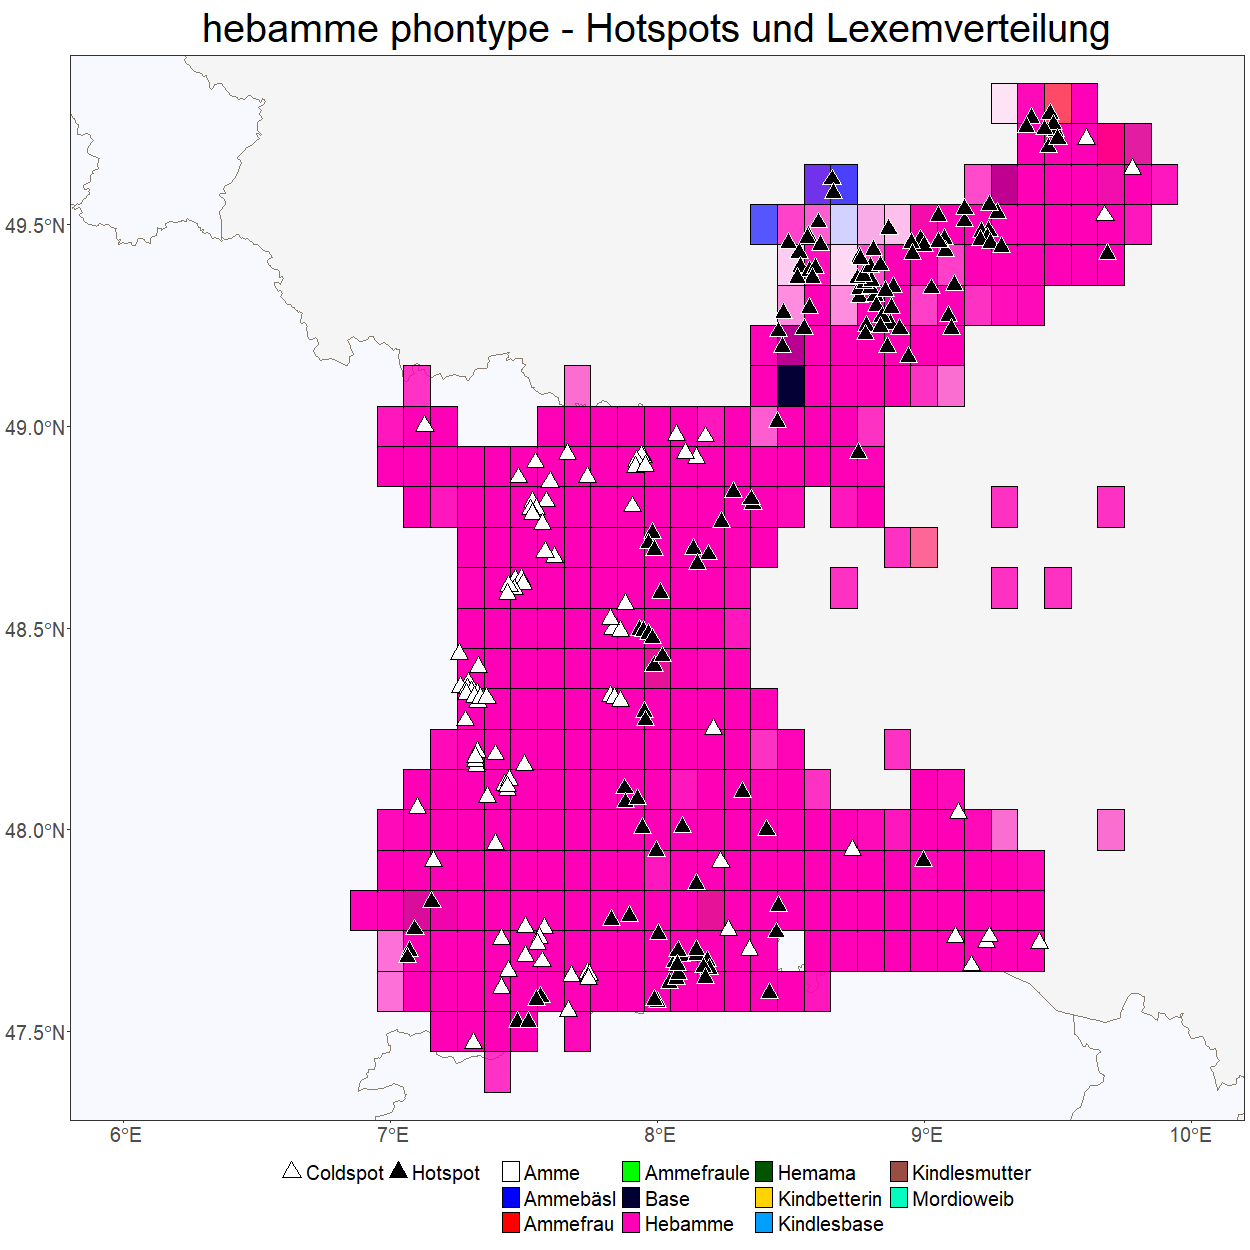 hebamme phontype - Hotspots und Lexemverteilung
49.5°N
49.0°N
48.5°N
48.0°N
47.5°N
6°E 7°E 8°E 9°E 10°E
Coldspot Hotspot Amme Ammefraule Hemama Kindlesmutter
Ammebäsl Base Kindbetterin Mordioweib
Ammefrau Hebamme Kindlesbase